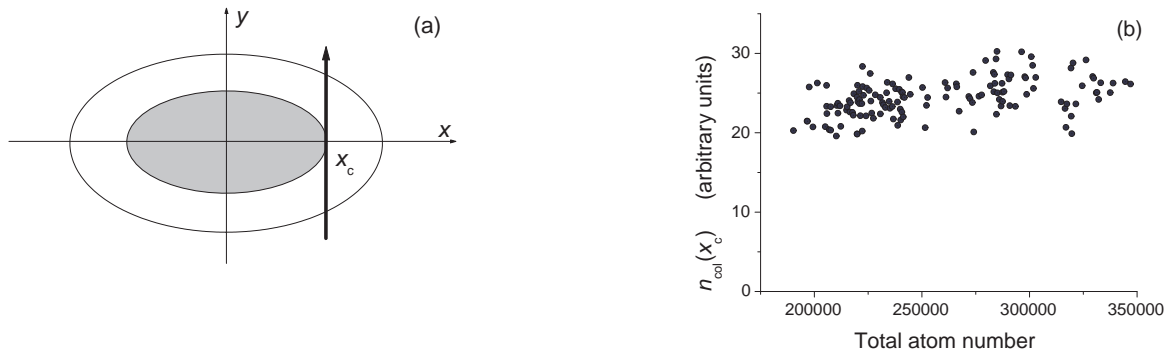 y
(a)
x
x_c
(b)
30
20
10
0
n_col(x_c) (arbitrary units)
200000 250000 300000 350000
Total atom number